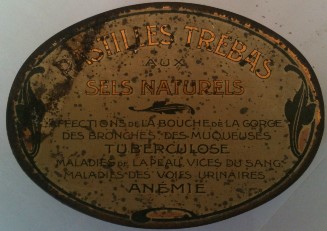 PASTILLES TREBAS
AUX
SELS NATURELS
AFFECTIONS DE LA BOUCHE DE LA GORGE
DES BRONCHES DES MUQUEUSES
TUBERCULOSE
MALADIES DE LA PEAU, VICES DU SANG
MALADIES DES VOIES URINAIRES
ANÉMIE